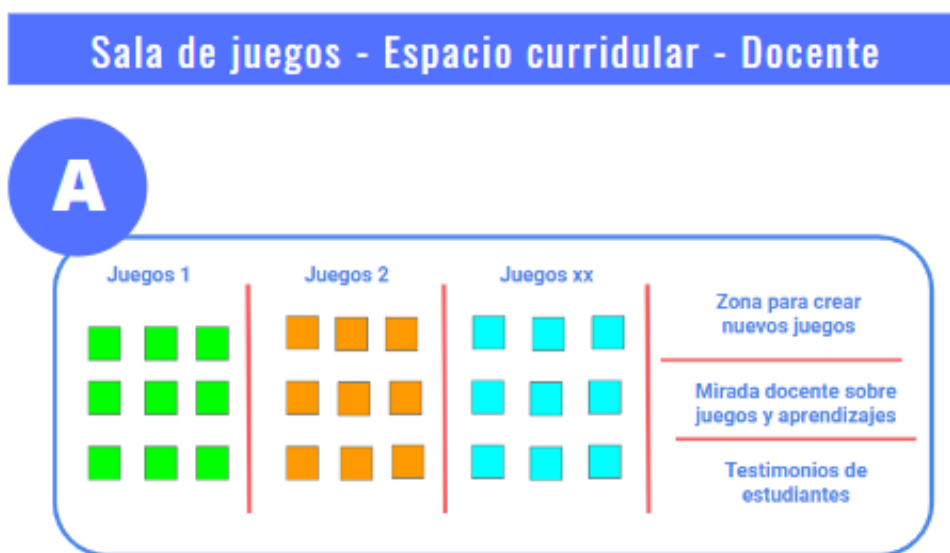 Sala de juegos - Espacio curridular - Docente
A
Juegos 1
Juegos 2
Juegos xx
Zona para crear
nuevos juegos
Mirada docente sobre
juegos y aprendizajes
Testimonios de
estudiantes